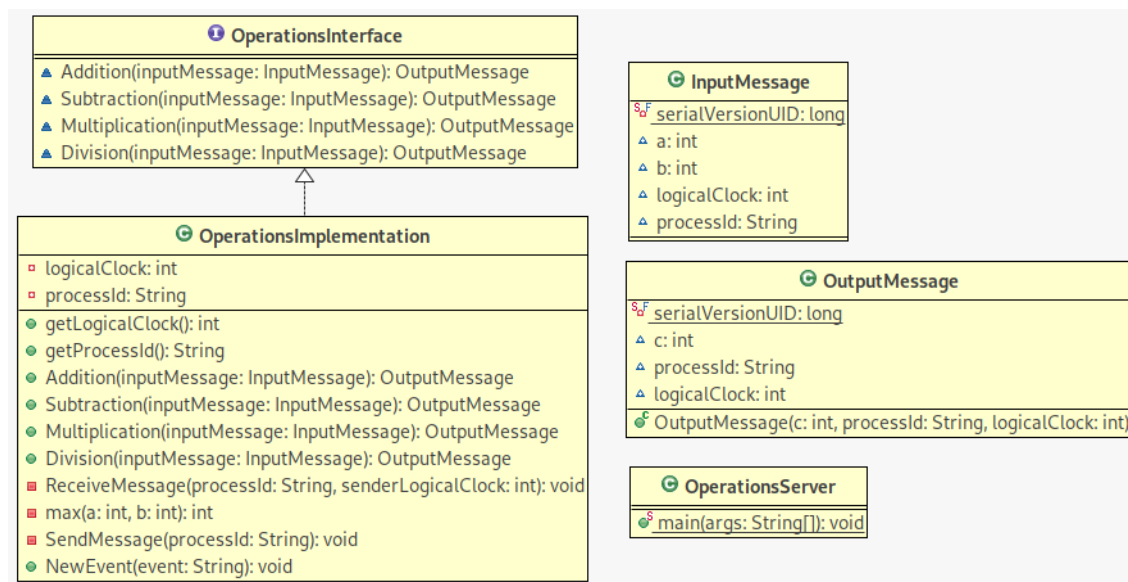 OperationsInterface
Addition(inputMessage: InputMessage): OutputMessage
Subtraction(inputMessage: InputMessage): OutputMessage
Multiplication(inputMessage: InputMessage): OutputMessage
Division(inputMessage: InputMessage): OutputMessage
OperationsImplementation
logicalClock: int
processId: String
getLogicalClock(): int
getProcessId(): String
Addition(inputMessage: InputMessage): OutputMessage
Subtraction(inputMessage: InputMessage): OutputMessage
Multiplication(inputMessage: InputMessage): OutputMessage
Division(inputMessage: InputMessage): OutputMessage
ReceiveMessage(processId: String, senderLogicalClock: int): void
max(a: int, b: int): int
SendMessage(processId: String): void
NewEvent(event: String): void
InputMessage
serialVersionUID: long
a: int
b: int
logicalClock: int
processId: String
OutputMessage
serialVersionUID: long
c: int
processId: String
logicalClock: int
OutputMessage(c: int, processId: String, logicalClock: int)
OperationsServer
main(args: String[]): void